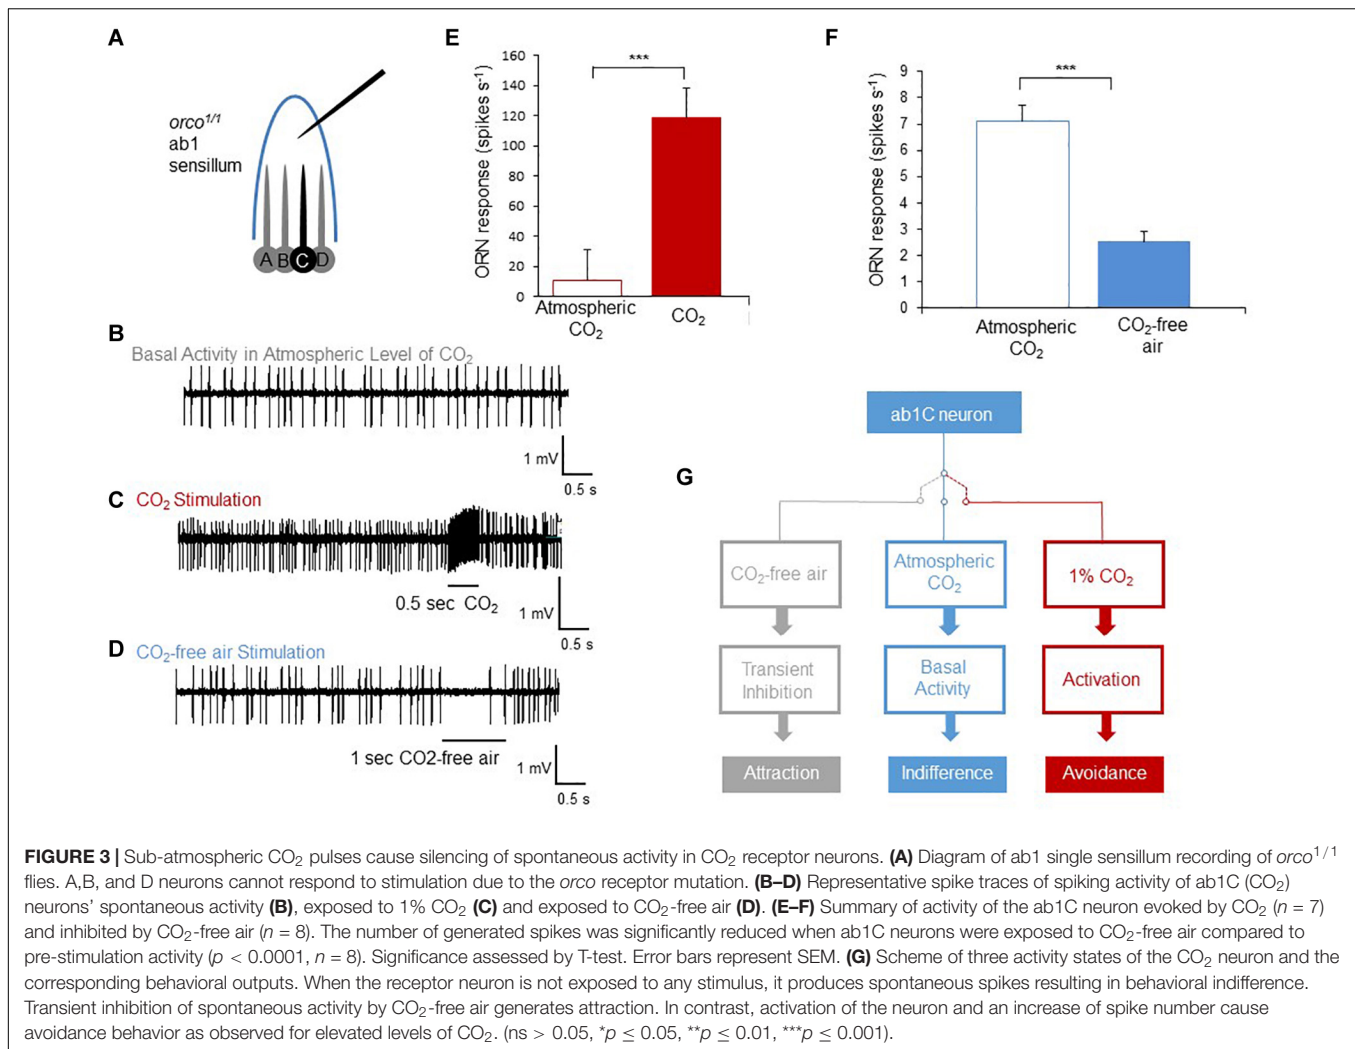 A
orco1/1
ab1
sensillum
A B C D
E
ORN response (spikes s-1)
160
140
120
100
80
60
40
20
0
***
Atmospheric
CO2
CO2
F
ORN response (spikes s-1)
9
8
7
6
5
4
3
2
1
0
***
Atmospheric
CO2
CO2-free
air
B
Basal Activity in Atmospheric Level of CO2
1 mV
0.5 s
C CO2 Stimulation
0.5 sec CO2
1 mV
0.5 s
D CO2-free air Stimulation
1 sec CO2-free air
1 mV
0.5 s
G
ab1C neuron
CO2-free air
Atmospheric
CO2
1% CO2
Transient
Inhibition
Basal
Activity
Activation
Attraction
Indifference
Avoidance
FIGURE 3 | Sub-atmospheric CO2 pulses cause silencing of spontaneous activity in CO2 receptor neurons. (A) Diagram of ab1 single sensillum recording of orco1/1
flies. A,B, and D neurons cannot respond to stimulation due to the orco receptor mutation. (B–D) Representative spike traces of spiking activity of ab1C (CO2)
neurons' spontaneous activity (B), exposed to 1% CO2 (C) and exposed to CO2-free air (D). (E–F) Summary of activity of the ab1C neuron evoked by CO2 (n = 7)
and inhibited by CO2-free air (n = 8). The number of generated spikes was significantly reduced when ab1C neurons were exposed to CO2-free air compared to
pre-stimulation activity (p < 0.0001, n = 8). Significance assessed by T-test. Error bars represent SEM. (G) Scheme of three activity states of the CO2 neuron and the
corresponding behavioral outputs. When the receptor neuron is not exposed to any stimulus, it produces spontaneous spikes resulting in behavioral indifference.
Transient inhibition of spontaneous activity by CO2-free air generates attraction. In contrast, activation of the neuron and an increase of spike number cause
avoidance behavior as observed for elevated levels of CO2. (ns > 0.05, *p ≤ 0.05, **p ≤ 0.01, ***p ≤ 0.001).